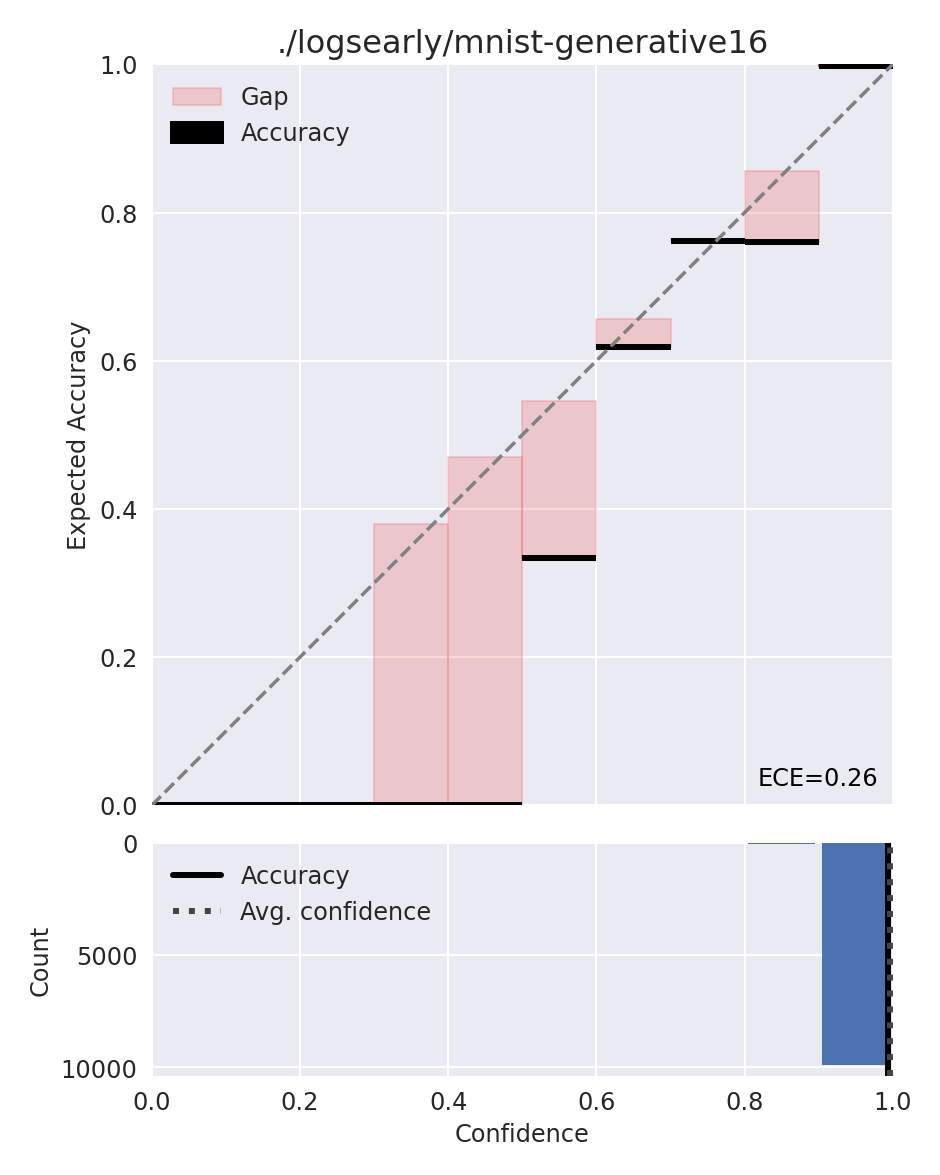 ./logsearly/mnist-generative16
1.0
Gap
Accuracy
0.8
0.6
Expected Accuracy
0.4
0.2
ECE=0.26
0.0
0
Accuracy
Avg. confidence
Count
5000
10000
0.0 0.2 0.4 0.6 0.8 1.0
Confidence